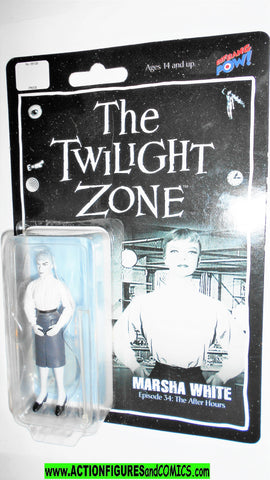 Ages 14 and up.
BIF BANG
POW!
The
TWILIGHT
ZONE
MARSHA WHITE
Episode 34: The After Hours
WWW.ACTIONFIGURESandCOMICS.COM